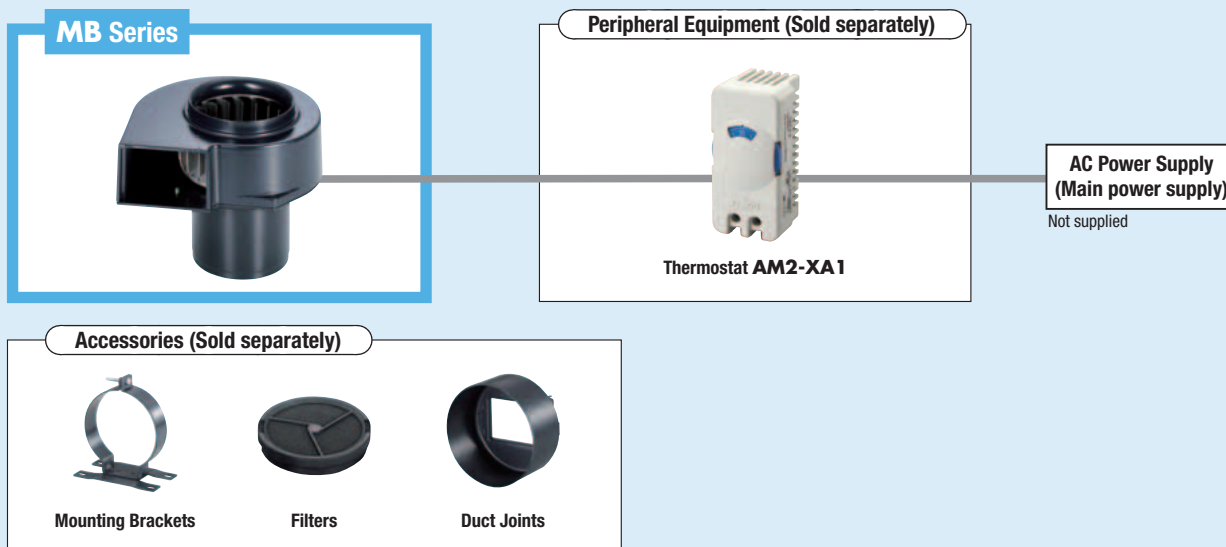 MB Series
Peripheral Equipment (Sold separately)
Thermostat AM2-XA1
AC Power Supply
(Main power supply)
Not supplied
Accessories (Sold separately)
Mounting Brackets
Filters
Duct Joints